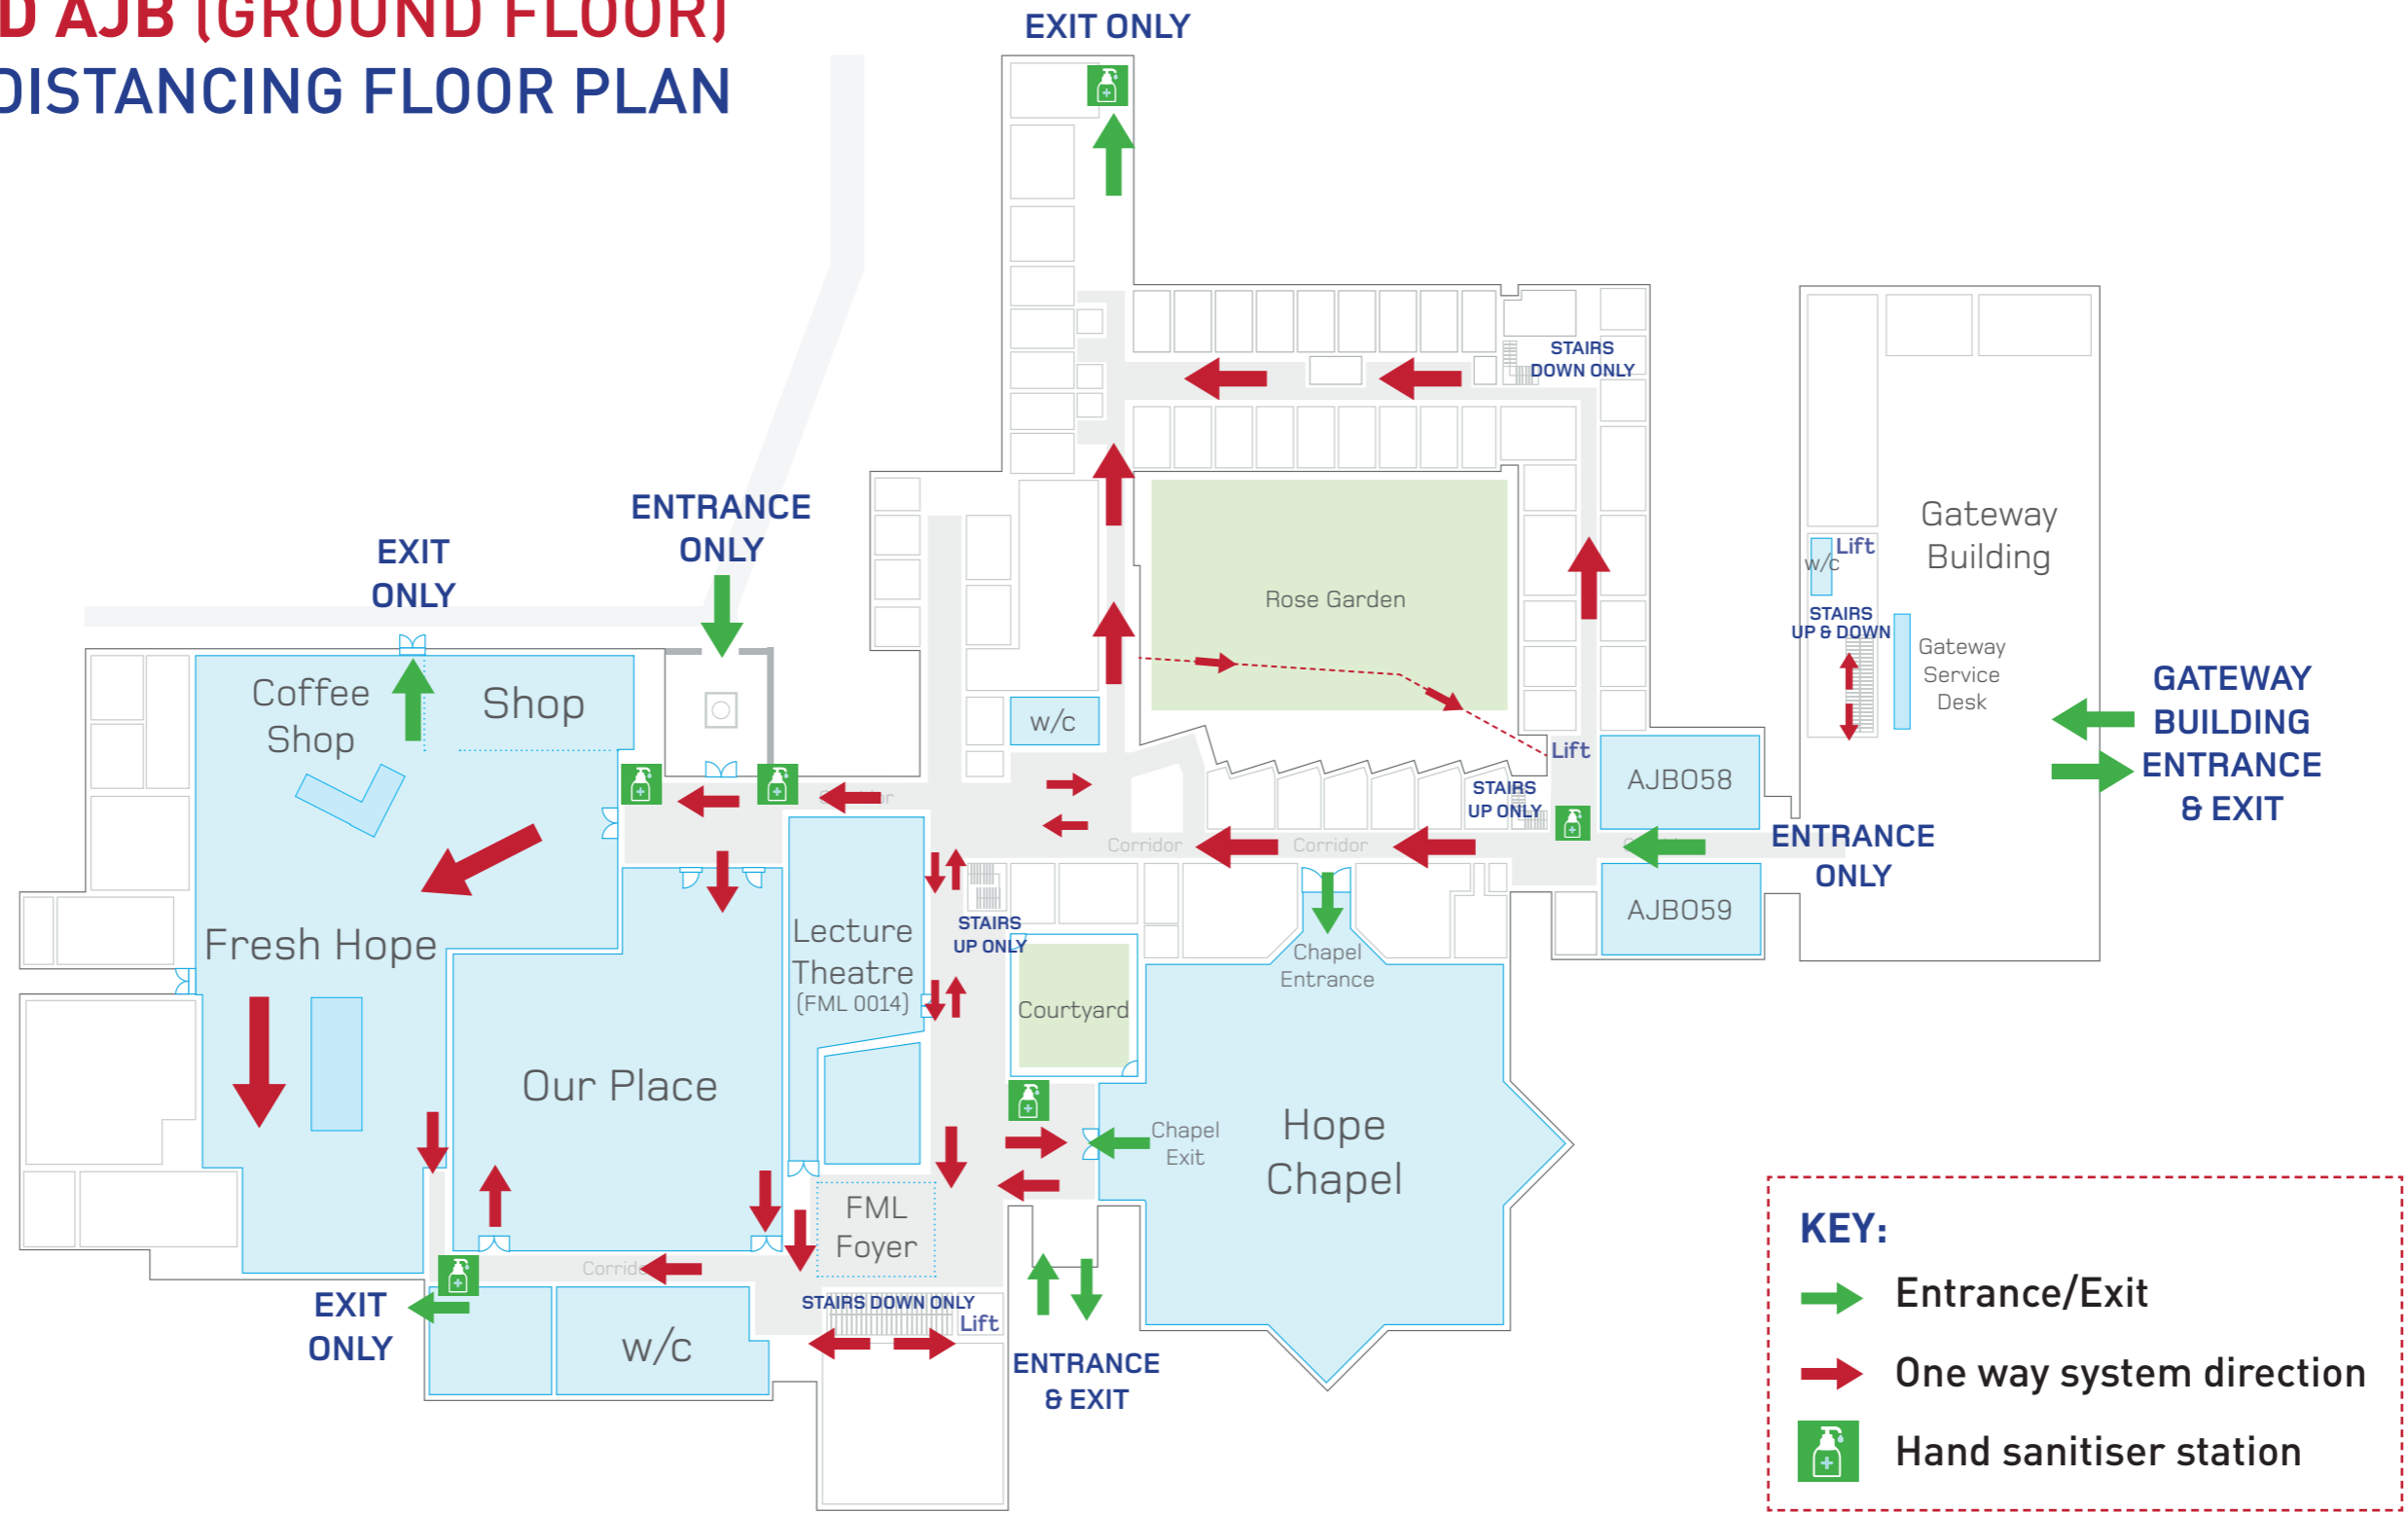 D AJB (GROUND FLOOR)
DISTANCING FLOOR PLAN
EXIT ONLY
STAIRS
DOWN ONLY
ENTRANCE
ONLY
EXIT
ONLY
Gateway
Building
Lift
w/c
STAIRS
UP & DOWN
Gateway
Service
Desk
Rose Garden
GATEWAY
BUILDING
ENTRANCE
& EXIT
Coffee
Shop
Shop
w/c
Lift
STAIRS
UP ONLY
AJB058
Corridor
Corridor
ENTRANCE
ONLY
AJB059
Fresh Hope
Lecture
Theatre
(FML 0014)
STAIRS
UP ONLY
Chapel
Entrance
Courtyard
Our Place
Chapel
Exit
Hope
Chapel
FML
Foyer
EXIT
ONLY
STAIRS DOWN ONLY
Lift
w/c
ENTRANCE
& EXIT
KEY:
Entrance/Exit
One way system direction
Hand sanitiser station